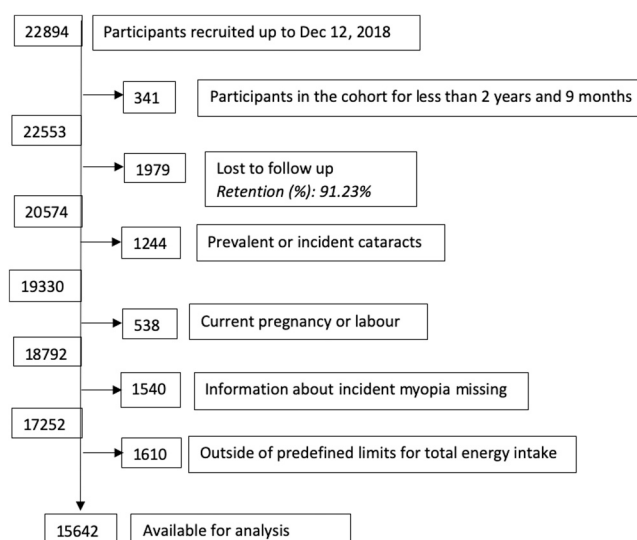 22894 Participants recruited up to Dec 12, 2018
341 Participants in the cohort for less than 2 years and 9 months
22553
1979 Lost to follow up
Retention (%): 91.23%
20574
1244 Prevalent or incident cataracts
19330
538 Current pregnancy or labour
18792
1540 Information about incident myopia missing
17252
1610 Outside of predefined limits for total energy intake
15642 Available for analysis